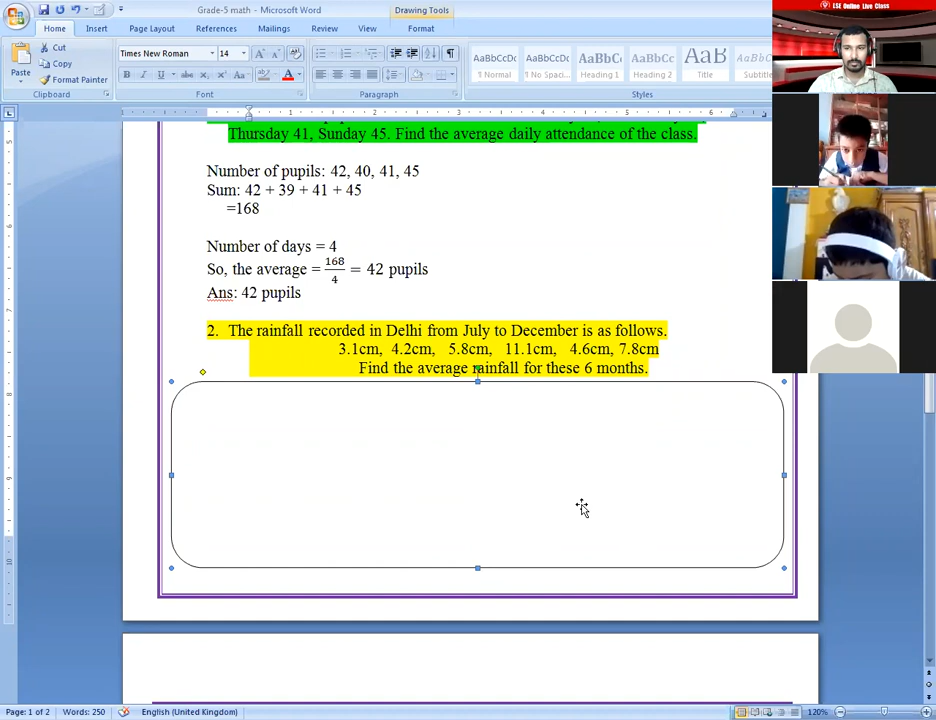 Grade-5 math - Microsoft Word
Drawing Tools
LSE Online Live Class
Home
Insert
Page Layout
References
Mailings
Review
View
Format
Paste
Cut
Copy
Format Painter
Clipboard
Times New Roman
14
Font
Paragraph
AaBbCcDc
¶ Normal
AaBbCcDc
¶ No Spac...
AaBbCc
Heading 1
AaBbCc
Heading 2
AaB
Title
AaBbCc
Subtitle
Styles
Thursday 41, Sunday 45. Find the average daily attendance of the class.
Number of pupils: 42, 40, 41, 45
Sum: 42 + 39 + 41 + 45
=168
Number of days = 4
So, the average = 168/4 = 42 pupils
Ans: 42 pupils
2. The rainfall recorded in Delhi from July to December is as follows.
3.1cm, 4.2cm, 5.8cm, 11.1cm, 4.6cm, 7.8cm
Find the average rainfall for these 6 months.
Page: 1 of 2
Words: 250
English (United Kingdom)
120%